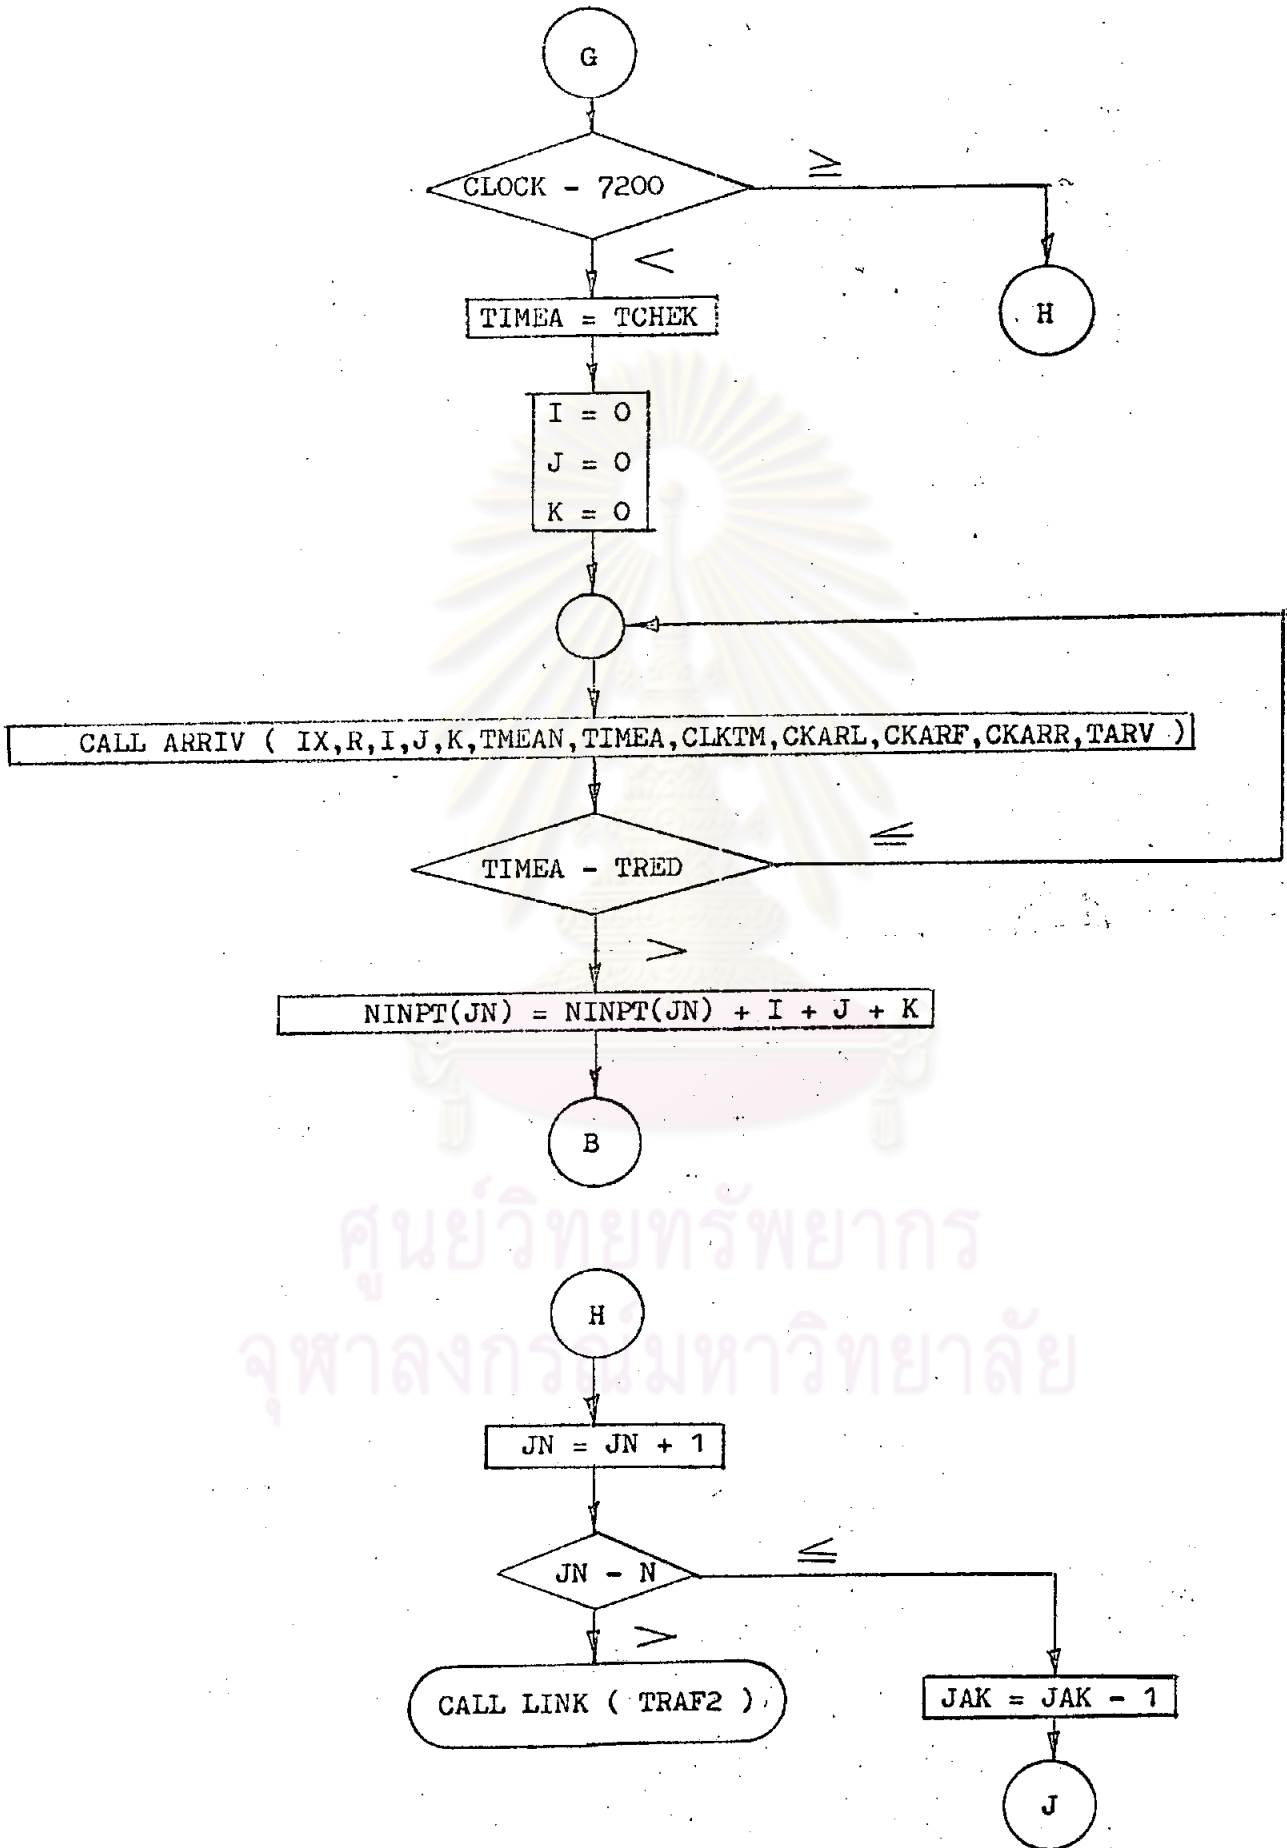 G
CLOCK - 7200
≧
<
TIMEA = TCHEK
H
I = 0
J = 0
K = 0
CALL ARRIV ( IX,R,I,J,K,TMEAN,TIMEA,CLKTM,CKARL,CKARF,CKARR,TARV )
TIMEA - TRED
≦
>
NINPT(JN) = NINPT(JN) + I + J + K
B
ศูนย์วิทยทรัพยากร
จุฬาลงกรณ์มหาวิทยาลัย
H
JN = JN + 1
JN - N
≦
>
CALL LINK ( TRAF2 )
JAK = JAK - 1
J